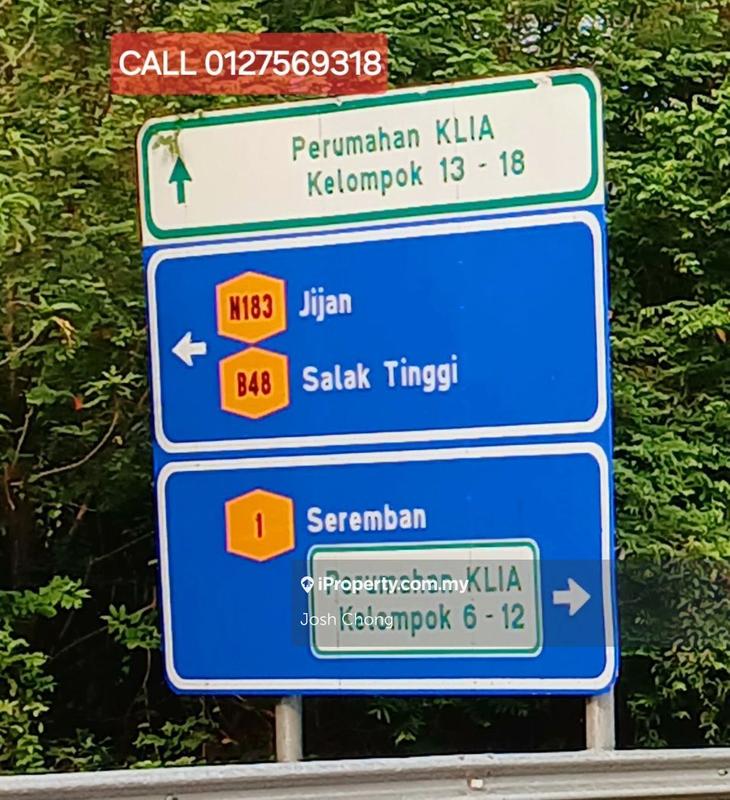 CALL 0127569318
Perumahan KLIA
Kelompok 13 - 18
N183 Jijan
B48 Salak Tinggi
1 Seremban
Perumahan KLIA
iProperty.com.my
Kelompok 6 - 12
Josh Chong